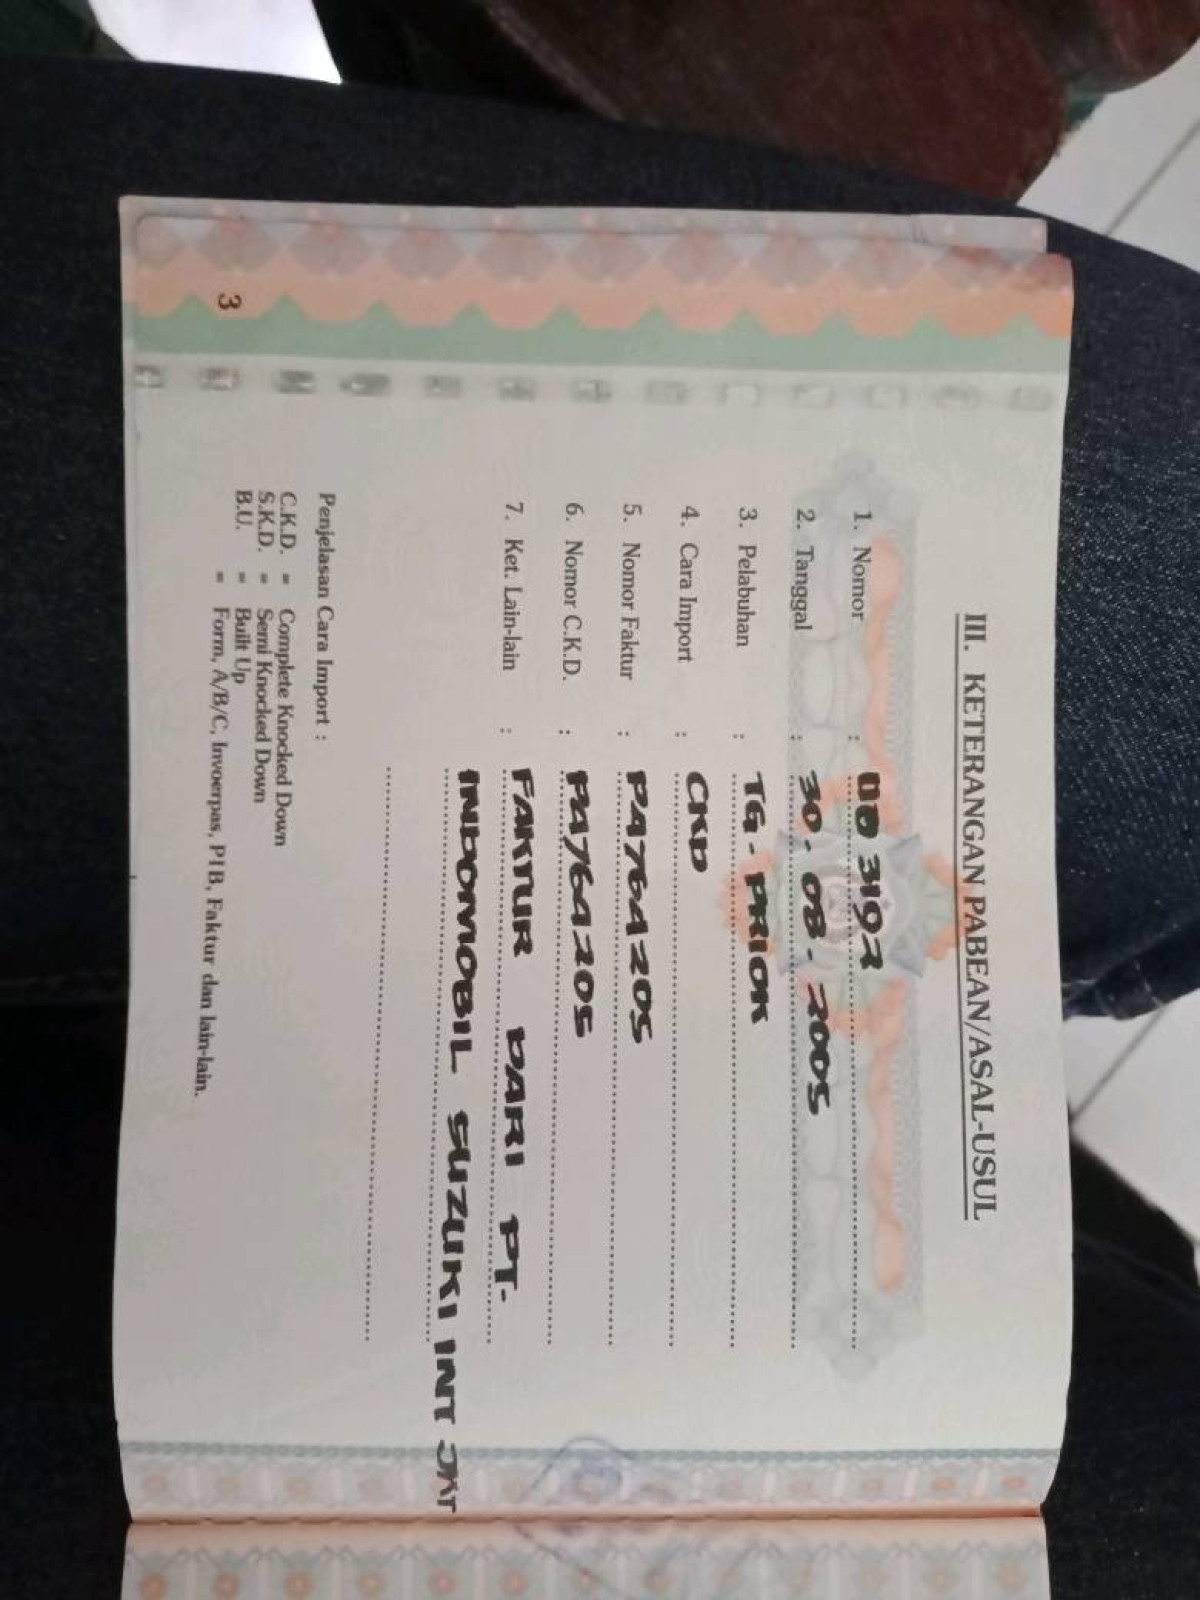 III. KETERANGAN PABEAN/ASAL-USUL
1. Nomor : 08 3192
2. Tanggal : 30 - 08 - 2005
3. Pelabuhan : TG - PRIOK
4. Cara Import : CKD
5. Nomor Faktur : PA764205
6. Nomor C.K.D. : PA764205
7. Ket. Lain-lain : FAKTUR DARI PT-
INDOMOBIL SUZUKI INT JKT
Penjelasan Cara Import :
C.K.D. = Complete Knocked Down
S.K.D. = Semi Knocked Down
B.U. = Built Up
= Form, A/B/C, Invoerpas, PIB, Faktur dan lain-lain.
3